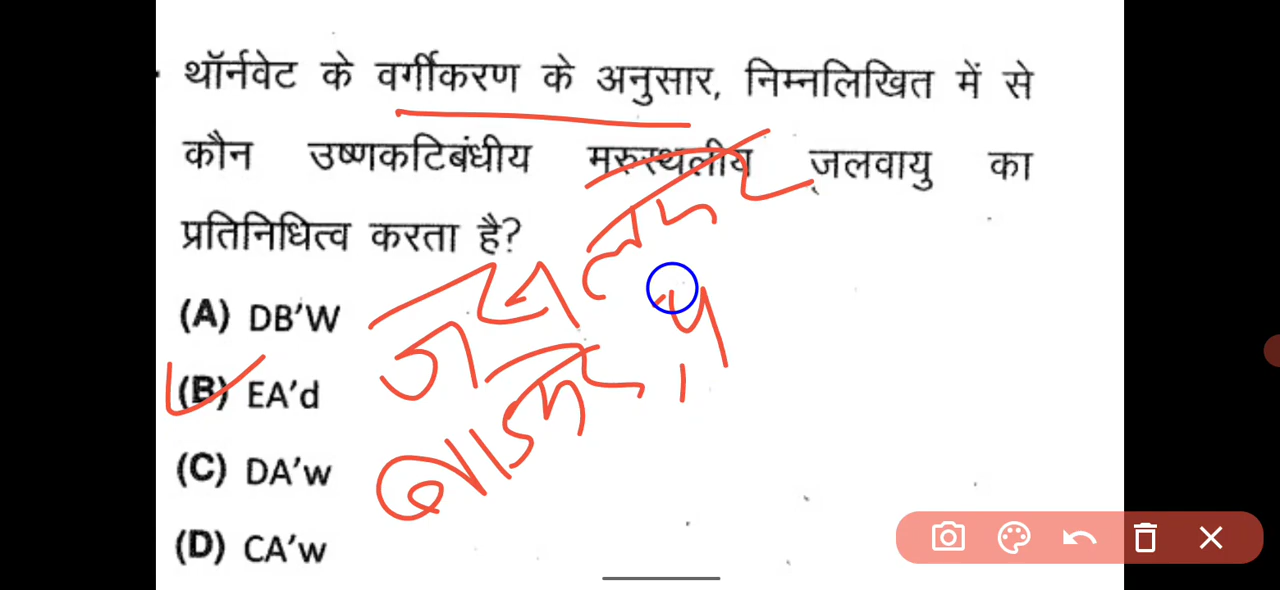 थॉर्नवेट के वर्गीकरण के अनुसार, निम्नलिखित में से
कौन उष्णकटिबंधीय मरुस्थलीय जलवायु का
प्रतिनिधित्व करता है?
(A) DB'W
(B) EA'd
(C) DA'w
(D) CA'w